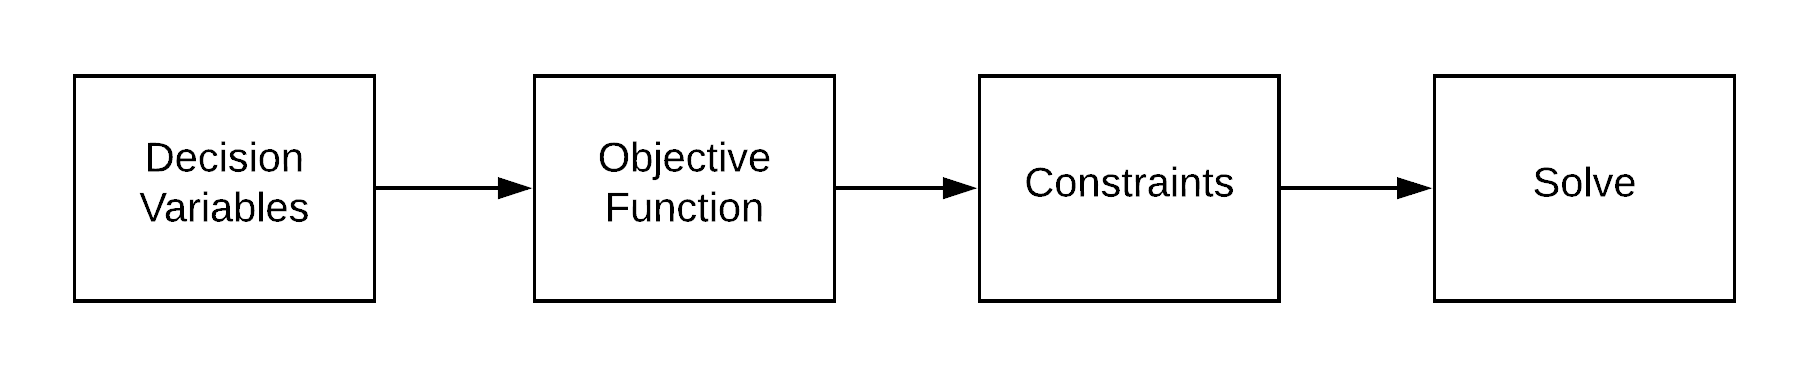 Decision
Variables
Objective
Function
Constraints
Solve